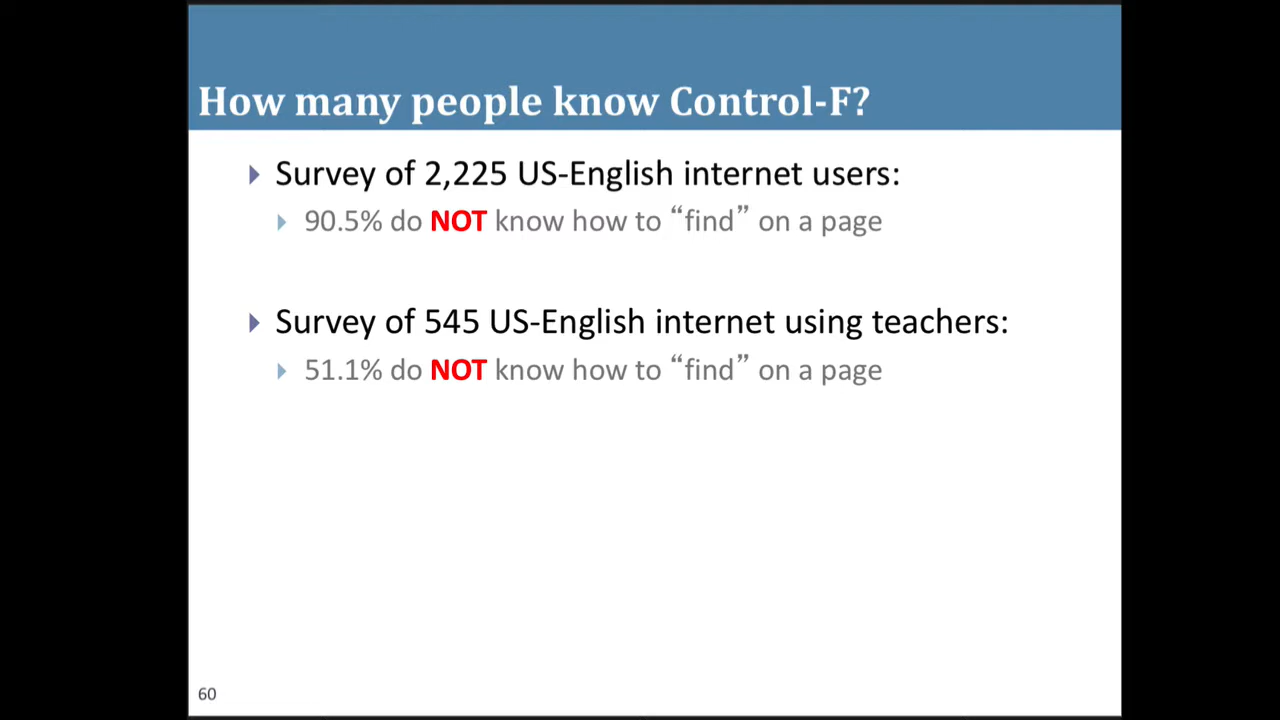 How many people know Control-F?
Survey of 2,225 US-English internet users:
90.5% do NOT know how to “find” on a page
Survey of 545 US-English internet using teachers:
51.1% do NOT know how to “find” on a page
60